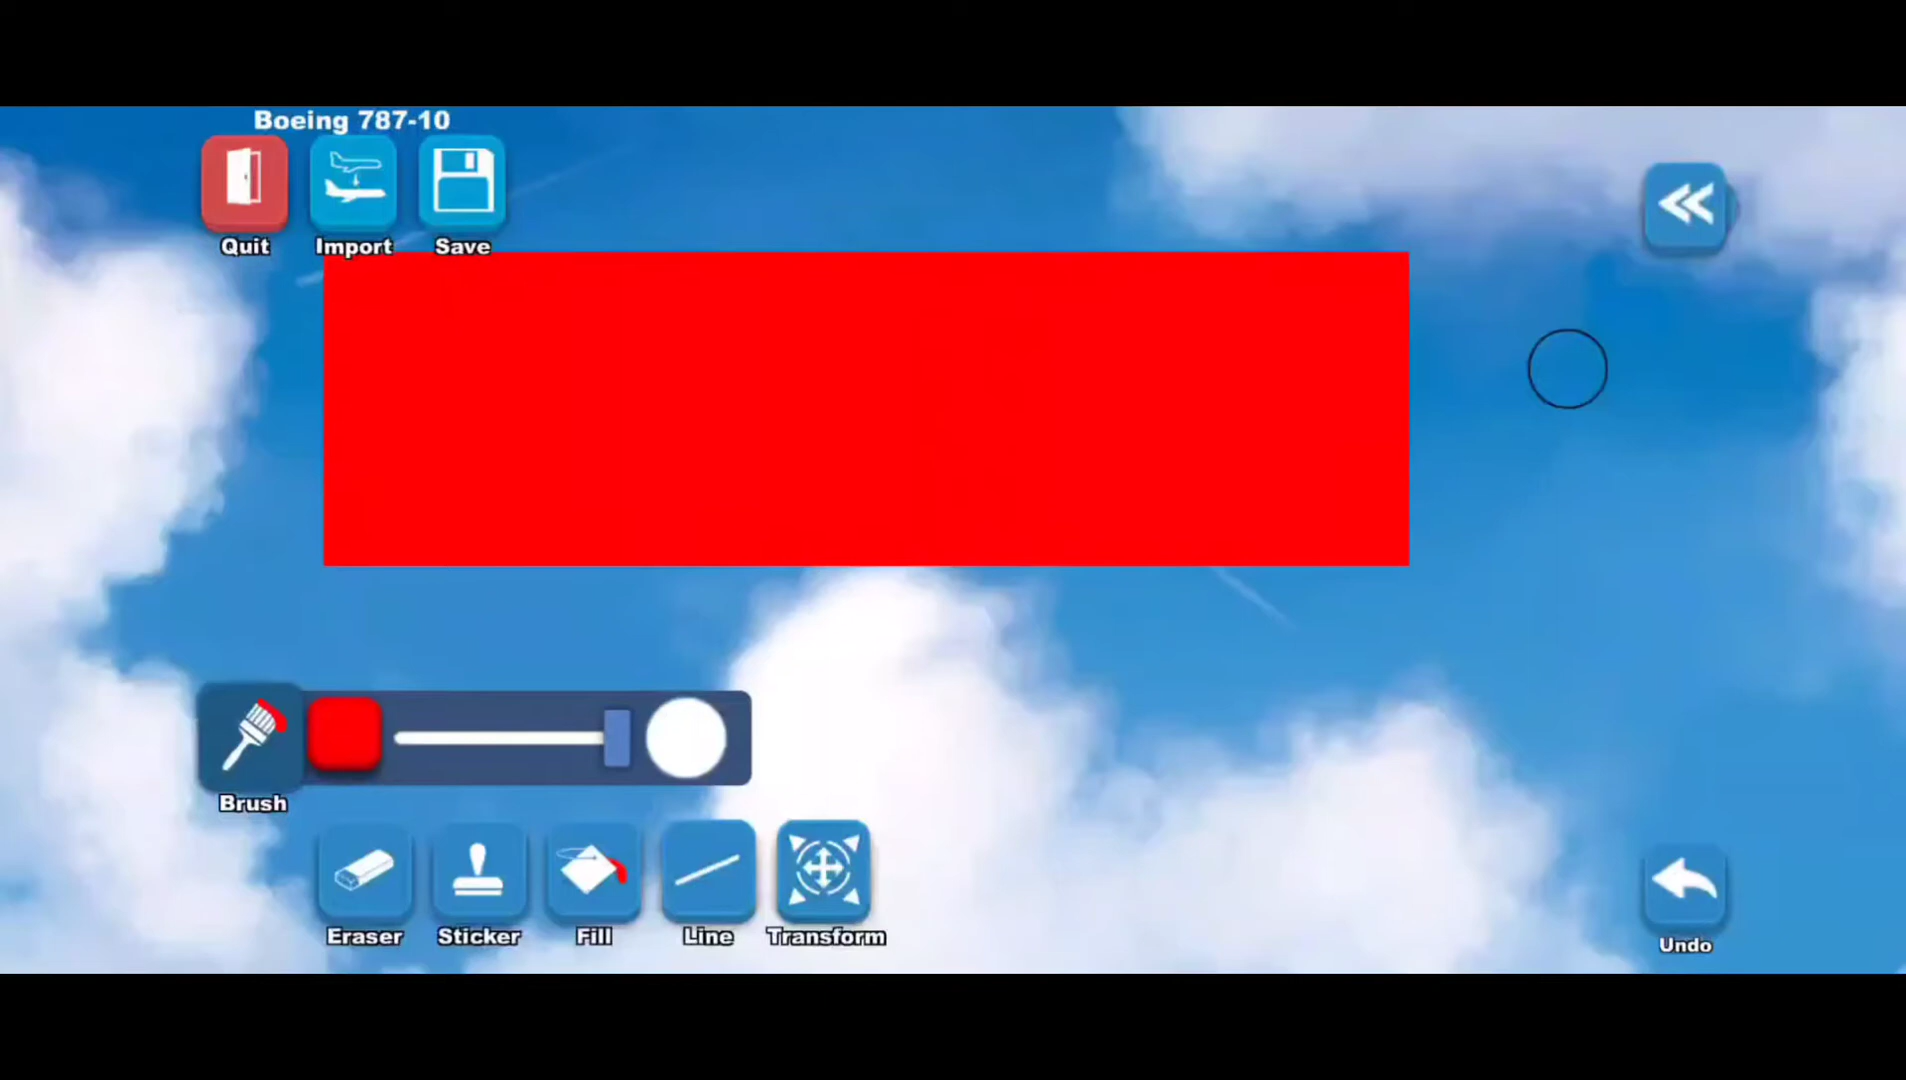 Boeing 787-10
Quit
Import
Save
Brush
Eraser
Sticker
Fill
Line
Transform
Undo